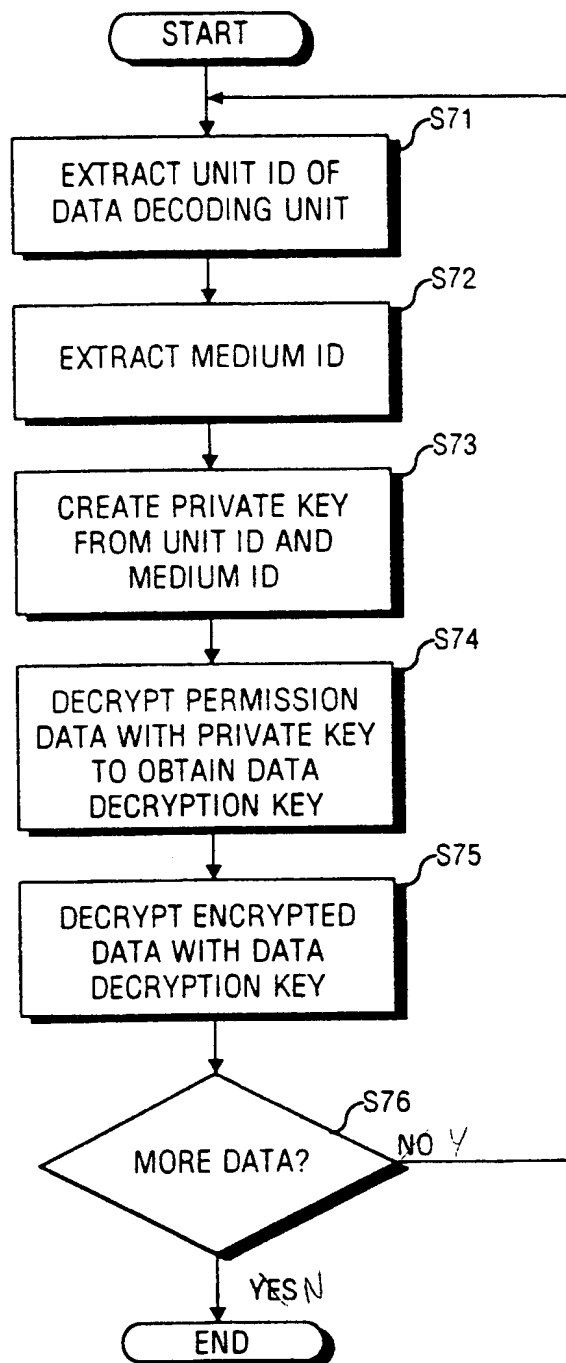 START
S71
EXTRACT UNIT ID OF
DATA DECODING UNIT
S72
EXTRACT MEDIUM ID
S73
CREATE PRIVATE KEY
FROM UNIT ID AND
MEDIUM ID
S74
DECRYPT PERMISSION
DATA WITH PRIVATE KEY
TO OBTAIN DATA
DECRYPTION KEY
S75
DECRYPT ENCRYPTED
DATA WITH DATA
DECRYPTION KEY
S76
MORE DATA?
NO Y
YES N
END